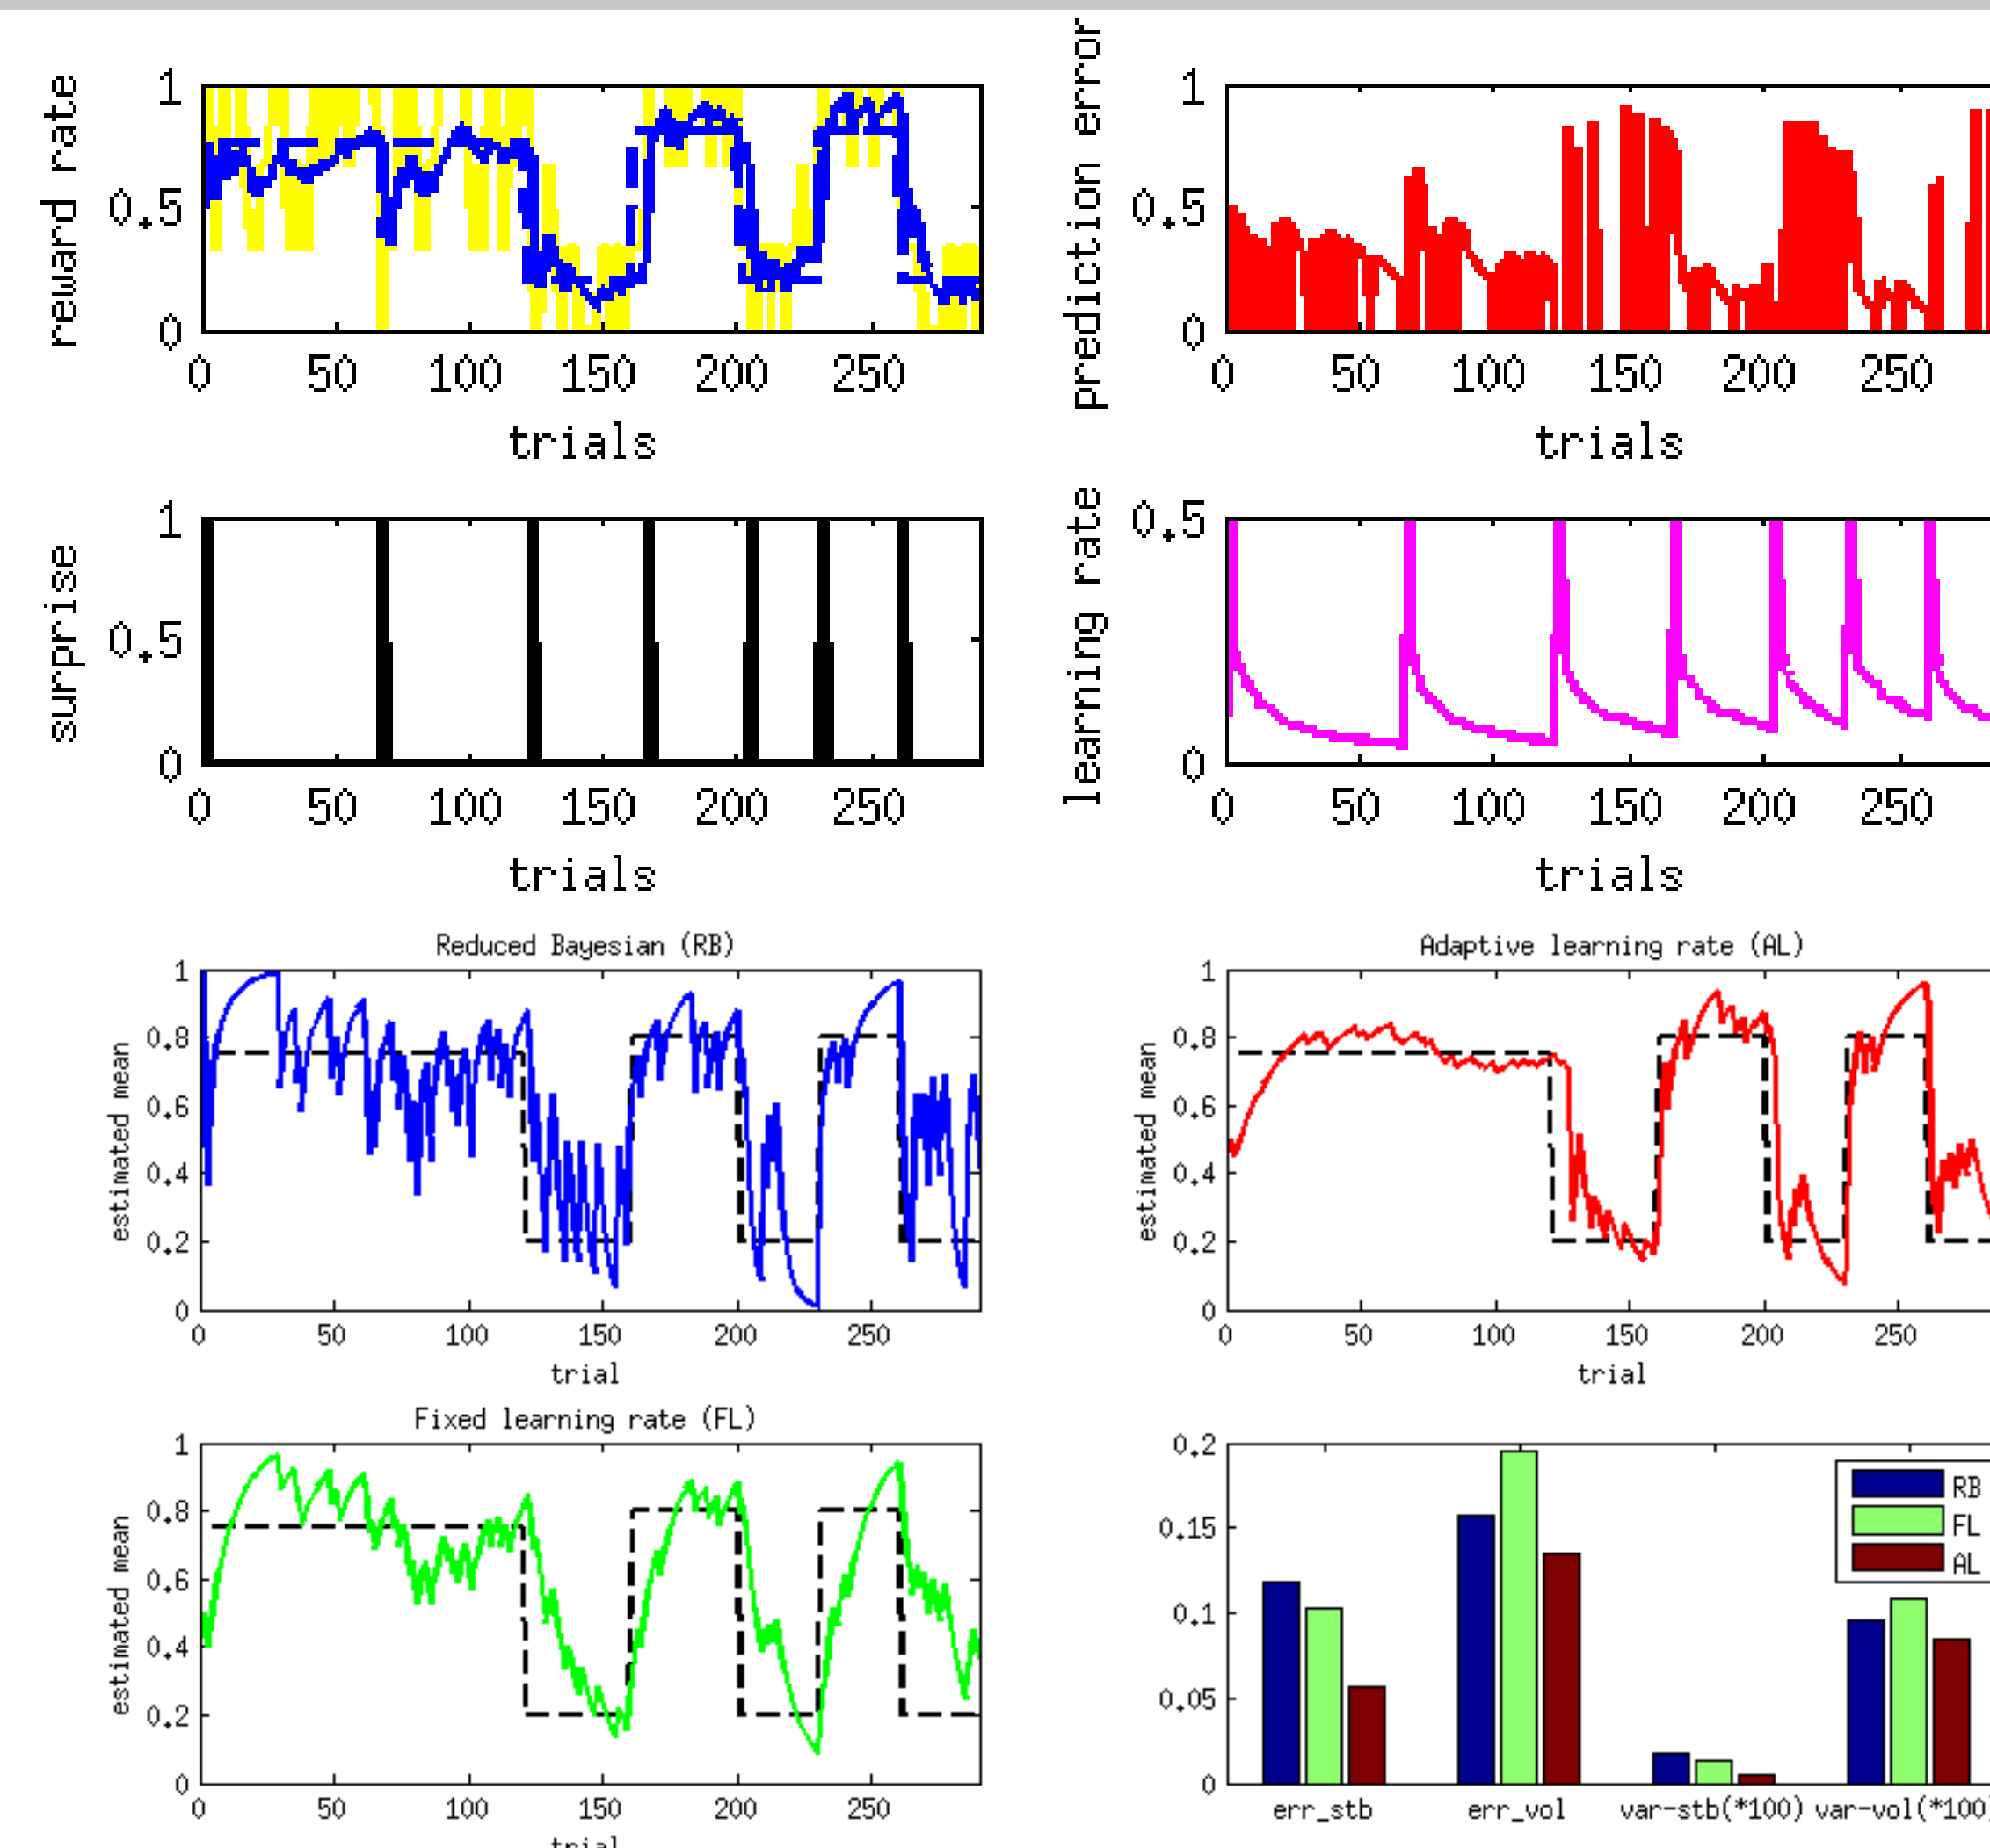 reward rate
1
0.5
0
0 50 100 150 200 250
trials
prediction error
1
0.5
0
0 50 100 150 200 250
trials
surprise
1
0.5
0
0 50 100 150 200 250
trials
learning rate
0.5
0
0 50 100 150 200 250
trials
Reduced Bayesian (RB)
estimated mean
1
0.8
0.6
0.4
0.2
0
0 50 100 150 200 250
trial
Adaptive learning rate (AL)
estimated mean
1
0.8
0.6
0.4
0.2
0
0 50 100 150 200 250
trial
Fixed learning rate (FL)
estimated mean
1
0.8
0.6
0.4
0.2
0
0 50 100 150 200 250
trial
0.2
0.15
0.1
0.05
0
RB
FL
AL
err_stb err_vol var-stb(*100) var-vol(*100)